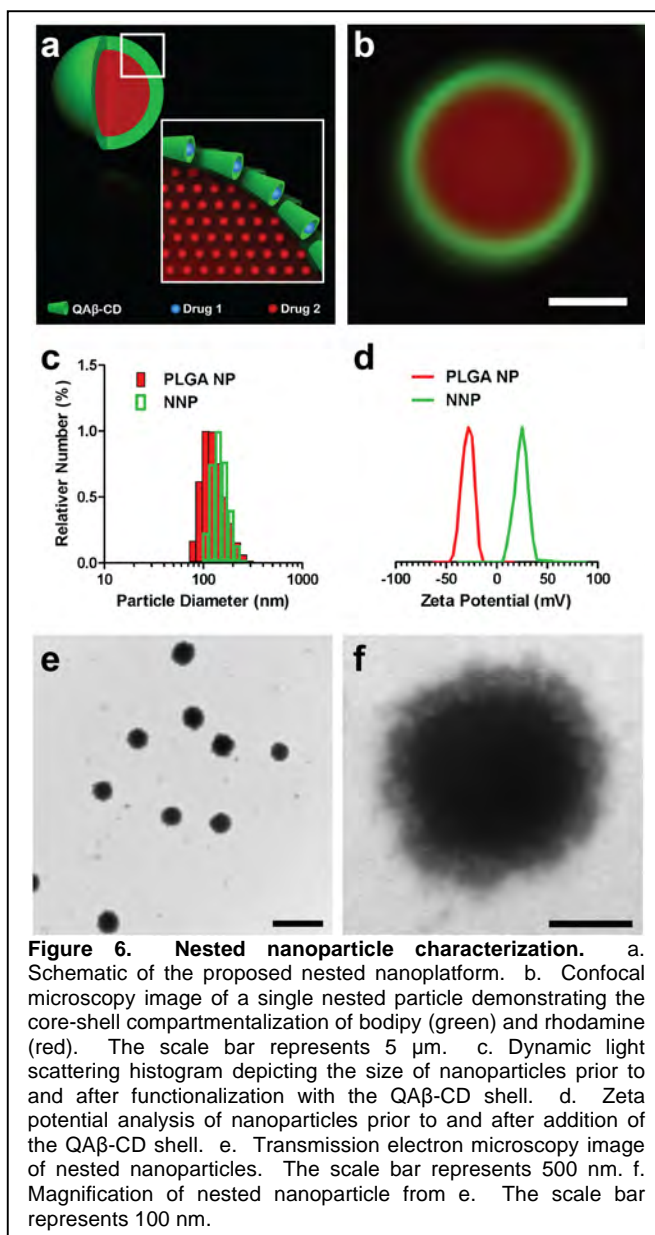 a
b
QAβ-CD
Drug 1
Drug 2
c
PLGA NP
NNP
Relativer Number (%)
1.5
1.0
0.5
0.0
10
100
1000
Particle Diameter (nm)
d
PLGA NP
NNP
-100
-50
0
50
100
Zeta Potential (mV)
e
f
Figure 6. Nested nanoparticle characterization. a.
Schematic of the proposed nested nanoplatform. b. Confocal
microscopy image of a single nested particle demonstrating the
core-shell compartmentalization of bodipy (green) and rhodamine
(red). The scale bar represents 5 µm. c. Dynamic light
scattering histogram depicting the size of nanoparticles prior to
and after functionalization with the QAβ-CD shell. d. Zeta
potential analysis of nanoparticles prior to and after addition of
the QAβ-CD shell. e. Transmission electron microscopy image
of nested nanoparticles. The scale bar represents 500 nm. f.
Magnification of nested nanoparticle from e. The scale bar
represents 100 nm.